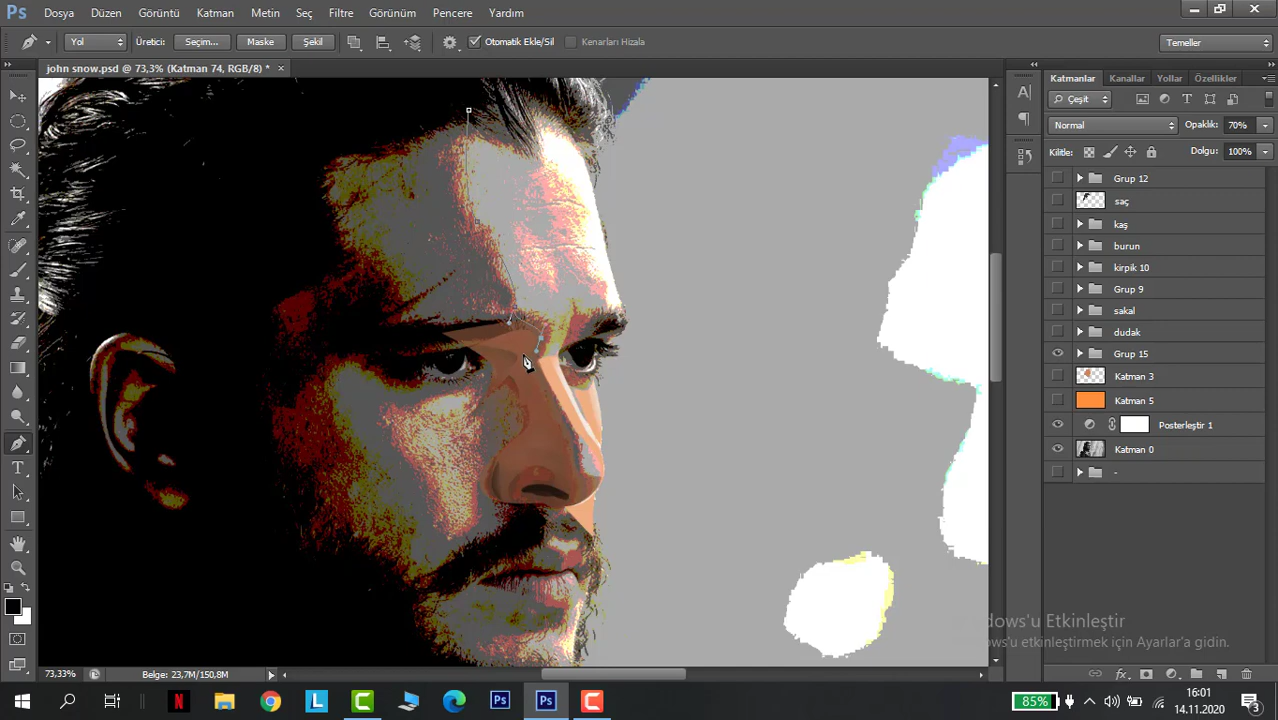 Ps Dosya Düzen Görüntü Katman Metin Seç Filtre Görünüm Pencere Yardım
Yol Üretici: Seçim... Maske Şekil Otomatik Ekle/Sil Kenarları Hizala Temeller
john snow.psd @ 73,3% (Katman 74, RGB/8) *
Katmanlar Kanallar Yollar Özellikler
Çeşit
Normal Opaklık: 70%
Kilitle: Dolgu: 100%
Grup 12
saç
kaş
burun
kirpik 10
Grup 9
sakal
dudak
Grup 15
Katman 3
Katman 5
Posterleştir 1
Katman 0
-
dows'u Etkinleştir
ows'u etkinleştirmek için Ayarlar'a gidin.
73,33% Belge: 23,7M/150,8M
85% 16:01
14.11.2020